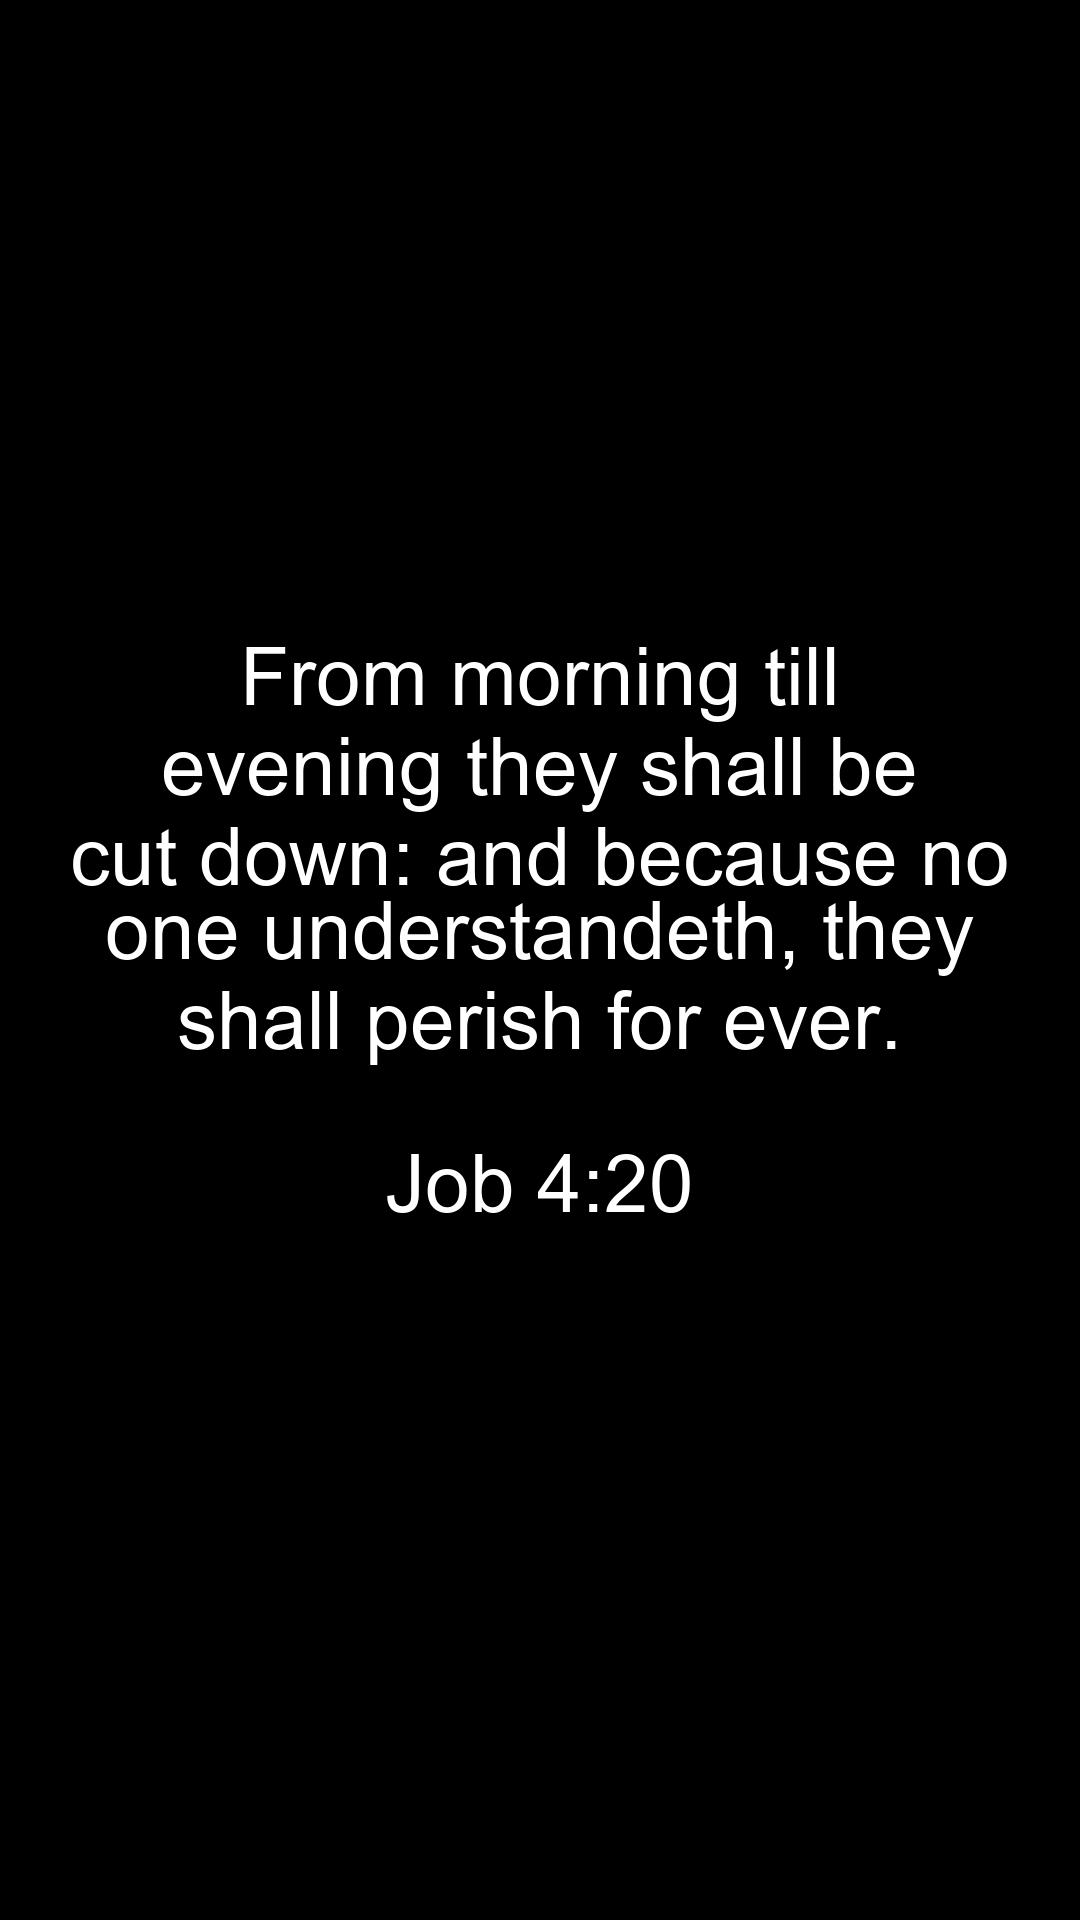 From morning till
evening they shall be
cut down: and because no
one understandeth, they
shall perish for ever.
Job 4:20